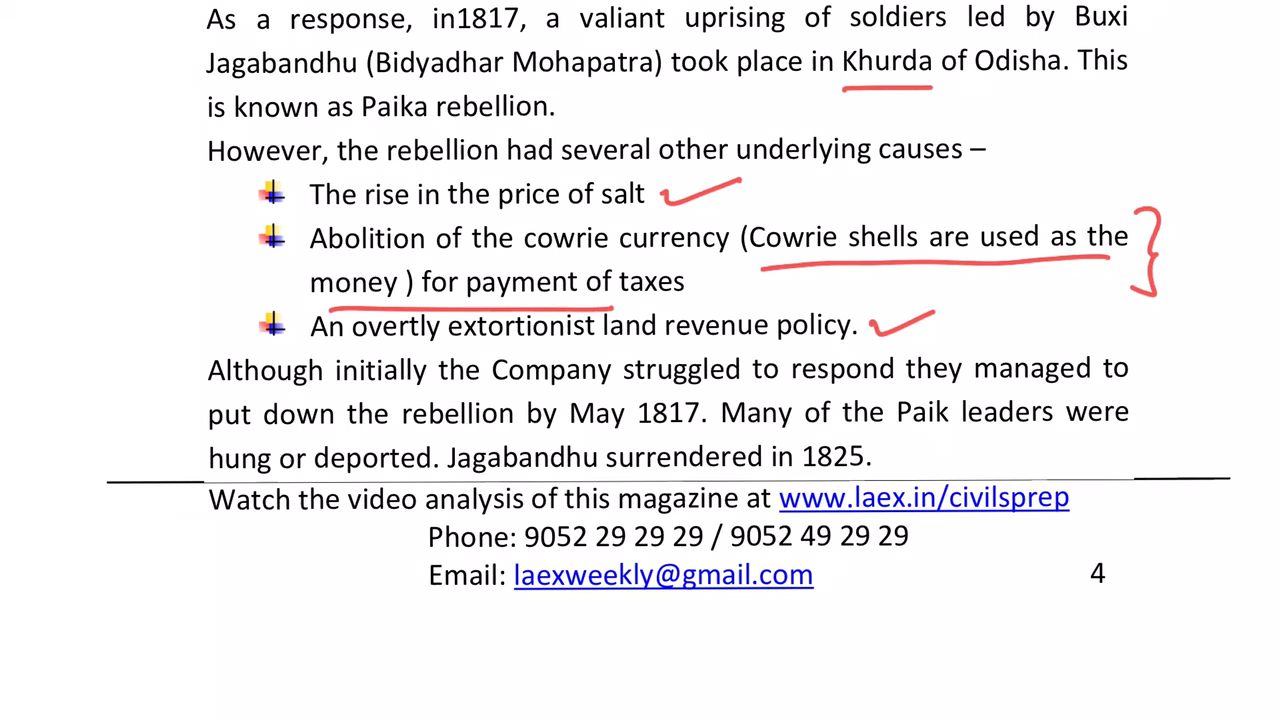 As a response, in1817, a valiant uprising of soldiers led by Buxi
Jagabandhu (Bidyadhar Mohapatra) took place in Khurda of Odisha. This
is known as Paika rebellion.
However, the rebellion had several other underlying causes –
The rise in the price of salt
Abolition of the cowrie currency (Cowrie shells are used as the
money ) for payment of taxes
An overtly extortionist land revenue policy.
Although initially the Company struggled to respond they managed to
put down the rebellion by May 1817. Many of the Paik leaders were
hung or deported. Jagabandhu surrendered in 1825.
Watch the video analysis of this magazine at www.laex.in/civilsprep
Phone: 9052 29 29 29 / 9052 49 29 29
Email: laexweekly@gmail.com
4